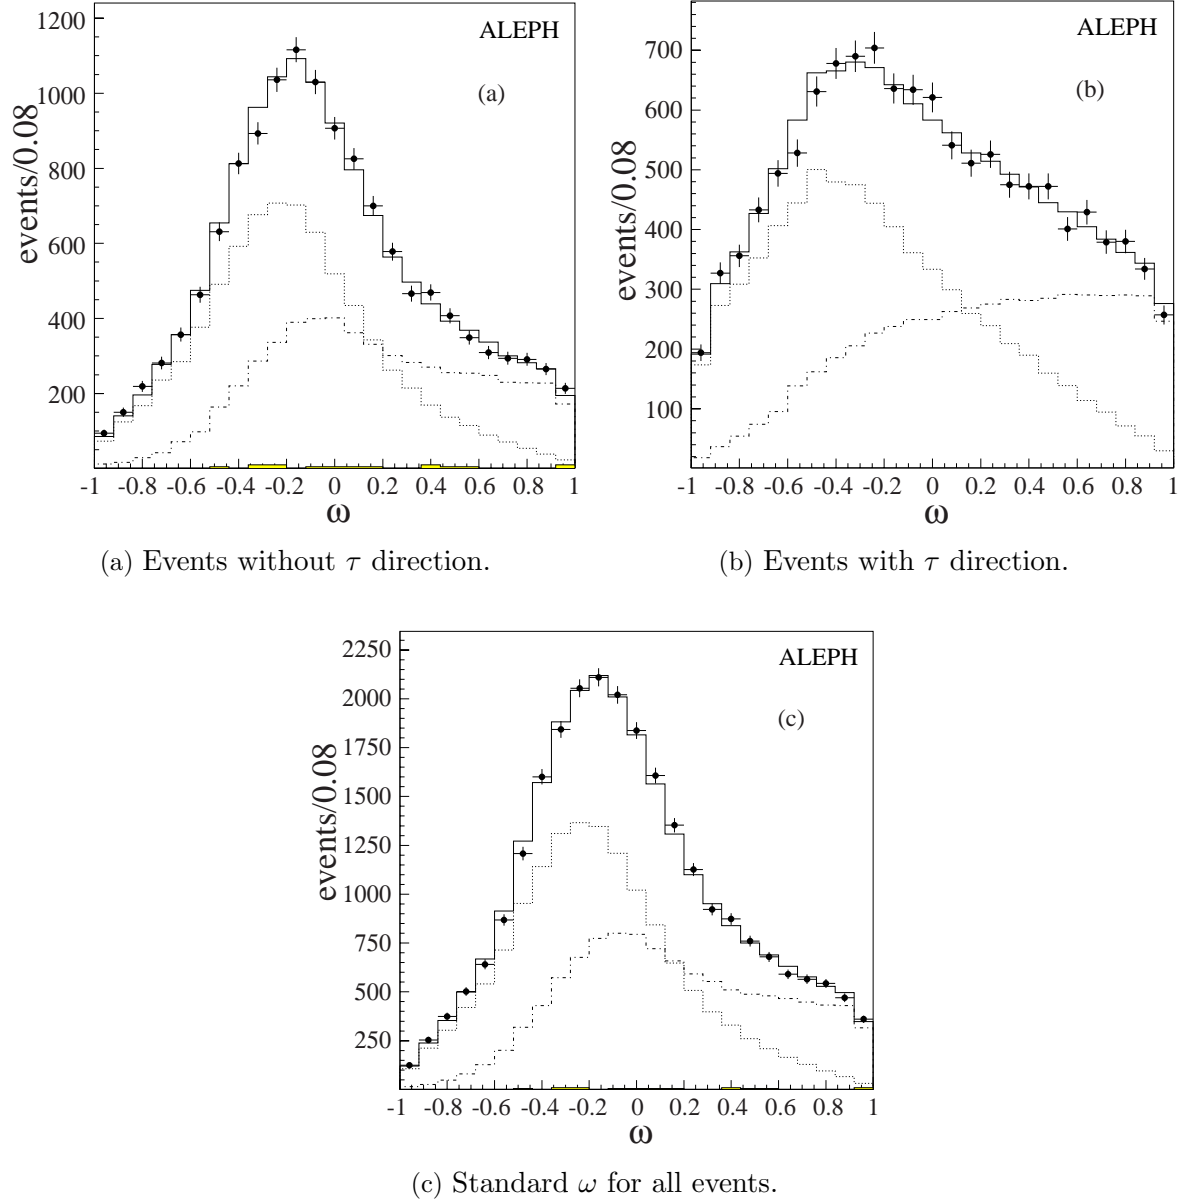 1200
1000
800
600
400
200
events/0.08
ALEPH
(a)
-1 -0.8 -0.6 -0.4 -0.2 0 0.2 0.4 0.6 0.8 1
ω
(a) Events without τ direction.
700
600
500
400
300
200
100
events/0.08
ALEPH
(b)
-1 -0.8 -0.6 -0.4 -0.2 0 0.2 0.4 0.6 0.8 1
ω
(b) Events with τ direction.
2250
2000
1750
1500
1250
1000
750
500
250
events/0.08
ALEPH
(c)
-1 -0.8 -0.6 -0.4 -0.2 0 0.2 0.4 0.6 0.8 1
ω
(c) Standard ω for all events.